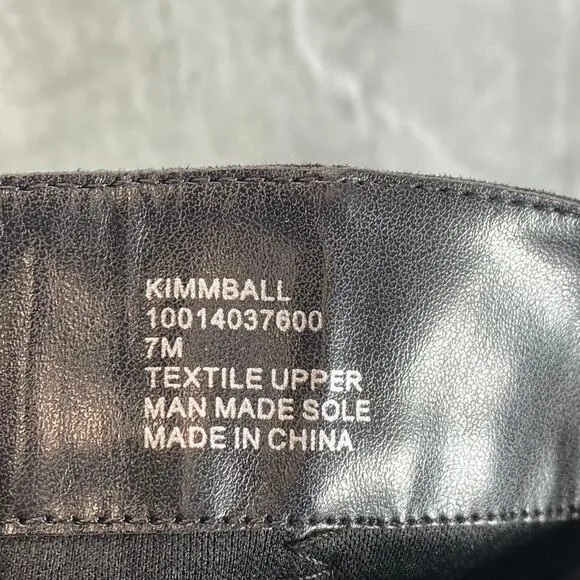 KIMMBALL
10014037600
7M
TEXTILE UPPER
MAN MADE SOLE
MADE IN CHINA